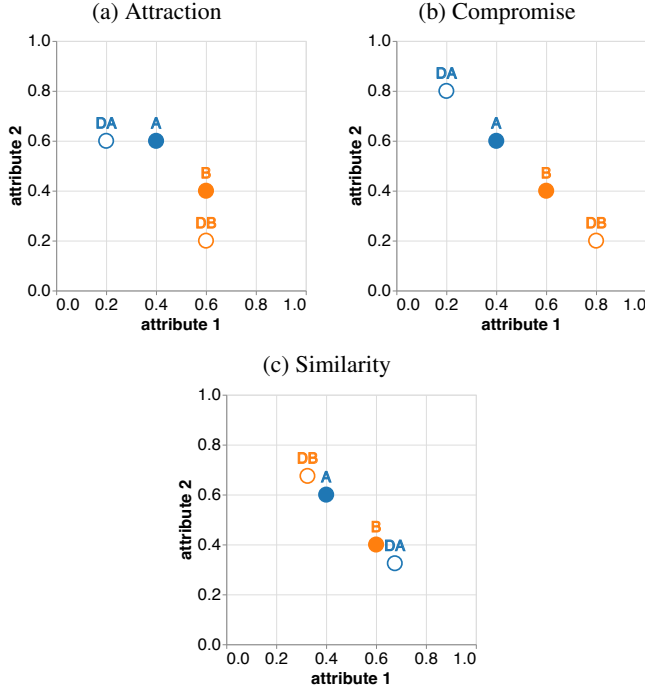 (a) Attraction
1.0
0.8
0.6
0.4
0.2
0.0
DA
A
B
DB
0.0 0.2 0.4 0.6 0.8 1.0
attribute 1
attribute 2
(b) Compromise
1.0
0.8
0.6
0.4
0.2
0.0
DA
A
B
DB
0.0 0.2 0.4 0.6 0.8 1.0
attribute 1
attribute 2
(c) Similarity
1.0
0.8
0.6
0.4
0.2
0.0
DB
A
B
DA
0.0 0.2 0.4 0.6 0.8 1.0
attribute 1
attribute 2